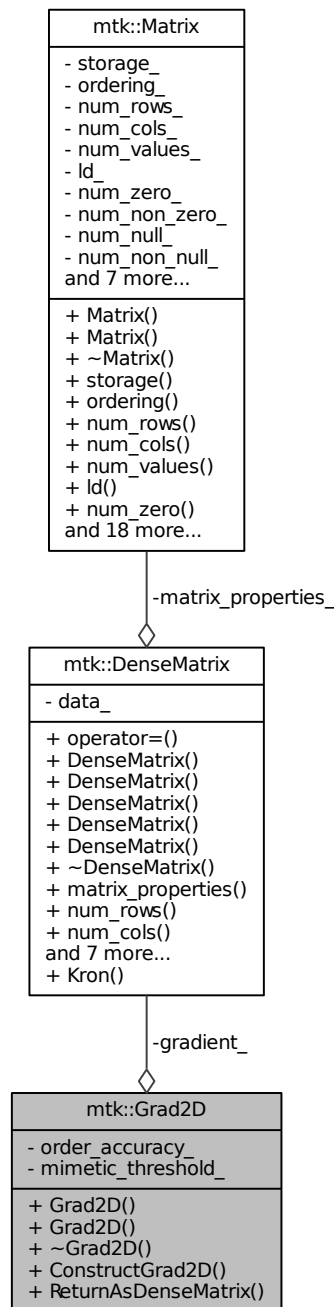 mtk::Matrix
- storage_
- ordering_
- num_rows_
- num_cols_
- num_values_
- ld_
- num_zero_
- num_non_zero_
- num_null_
- num_non_null_
and 7 more...
+ Matrix()
+ Matrix()
+ ~Matrix()
+ storage()
+ ordering()
+ num_rows()
+ num_cols()
+ num_values()
+ ld()
+ num_zero()
and 18 more...
-matrix_properties_
mtk::DenseMatrix
- data_
+ operator=()
+ DenseMatrix()
+ DenseMatrix()
+ DenseMatrix()
+ DenseMatrix()
+ DenseMatrix()
+ ~DenseMatrix()
+ matrix_properties()
+ num_rows()
+ num_cols()
and 7 more...
+ Kron()
-gradient_
mtk::Grad2D
- order_accuracy_
- mimetic_threshold_
+ Grad2D()
+ Grad2D()
+ ~Grad2D()
+ ConstructGrad2D()
+ ReturnAsDenseMatrix()